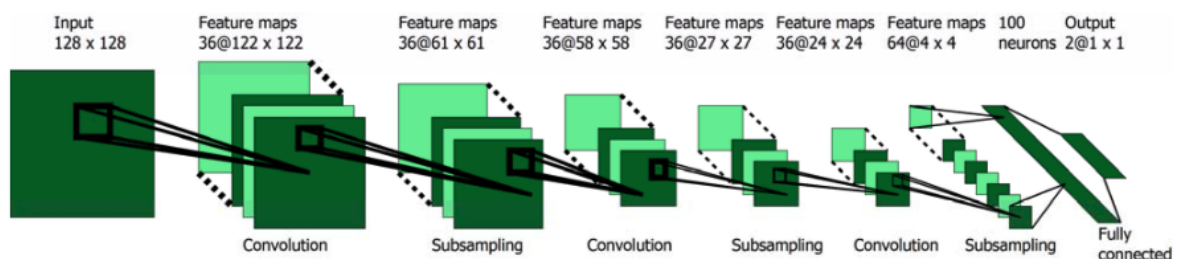 Input
128 x 128
Feature maps
36@122 x 122
Feature maps
36@61 x 61
Feature maps
36@58 x 58
Feature maps
36@27 x 27
Feature maps
36@24 x 24
Feature maps
64@4 x 4
100
neurons
Output
2@1 x 1
Convolution
Subsampling
Convolution
Subsampling
Convolution
Subsampling
Fully
connected